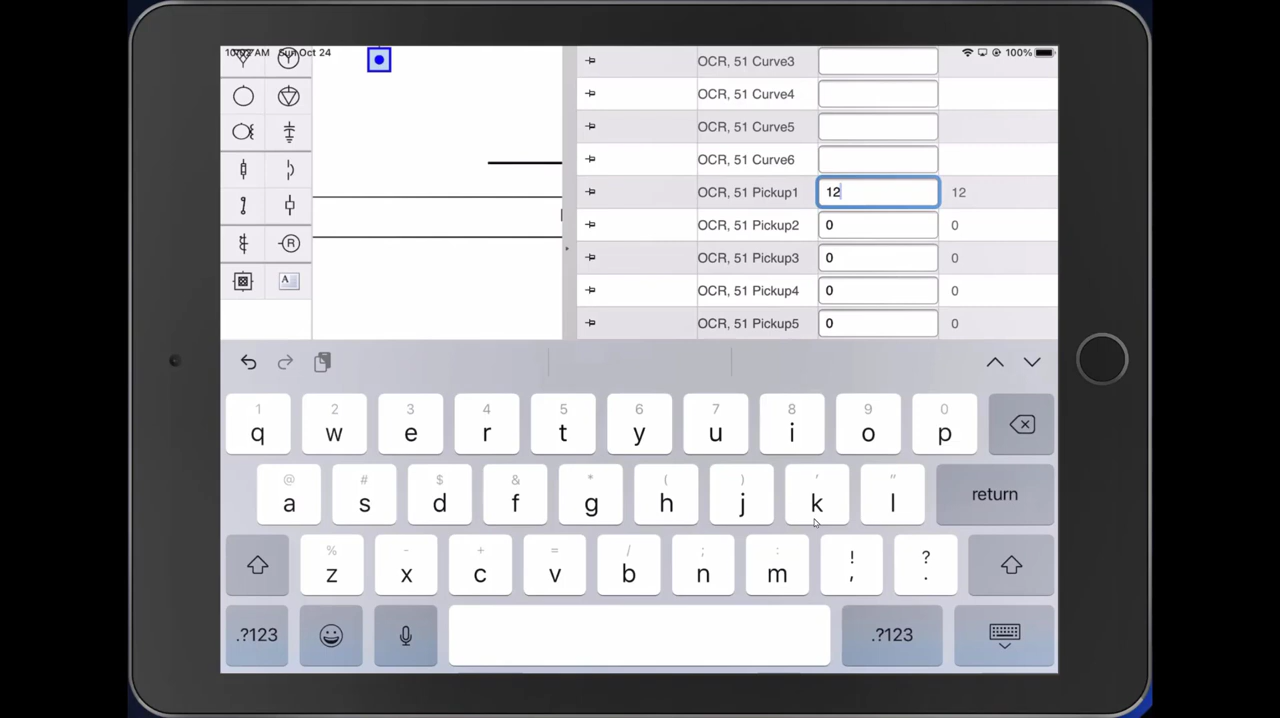 10:02AM Sun Oct 24
100%
OCR, 51 Curve3
OCR, 51 Curve4
OCR, 51 Curve5
OCR, 51 Curve6
OCR, 51 Pickup1 12 12
OCR, 51 Pickup2 0 0
OCR, 51 Pickup3 0 0
OCR, 51 Pickup4 0 0
OCR, 51 Pickup5 0 0
R
A
1 2 3 4 5 6 7 8 9 0
q w e r t y u i o p
@ # $ & * ( ) ' "
a s d f g h j k l return
% - + = / ; : ! ?
z x c v b n m , .
.?123 .?123